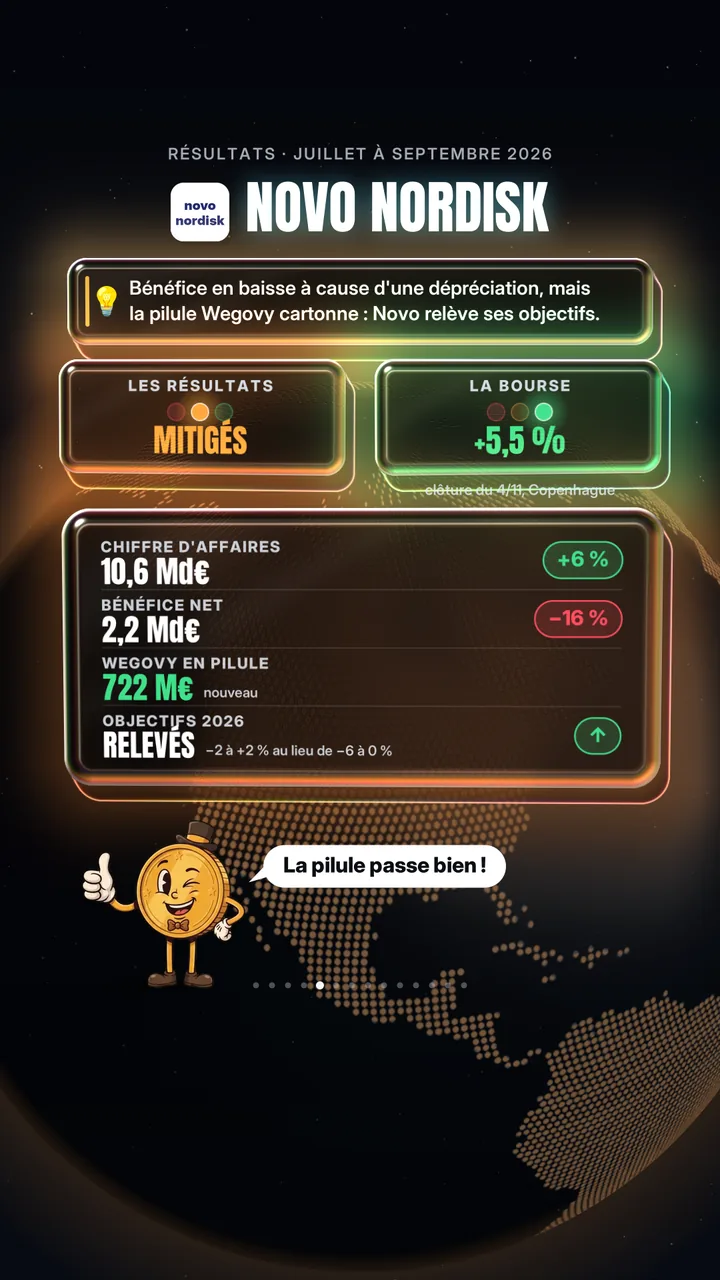 RÉSULTATS · JUILLET À SEPTEMBRE 2026
novo
nordisk
NOVO NORDISK
Bénéfice en baisse à cause d'une dépréciation, mais
la pilule Wegovy cartonne : Novo relève ses objectifs.
LES RÉSULTATS
MITIGÉS
LA BOURSE
+5,5 %
clôture du 4/11, Copenhague
CHIFFRE D'AFFAIRES
10,6 Md€
+6 %
BÉNÉFICE NET
2,2 Md€
−16 %
WEGOVY EN PILULE
722 M€ nouveau
OBJECTIFS 2026
RELEVÉS −2 à +2 % au lieu de −6 à 0 %
↑
La pilule passe bien !